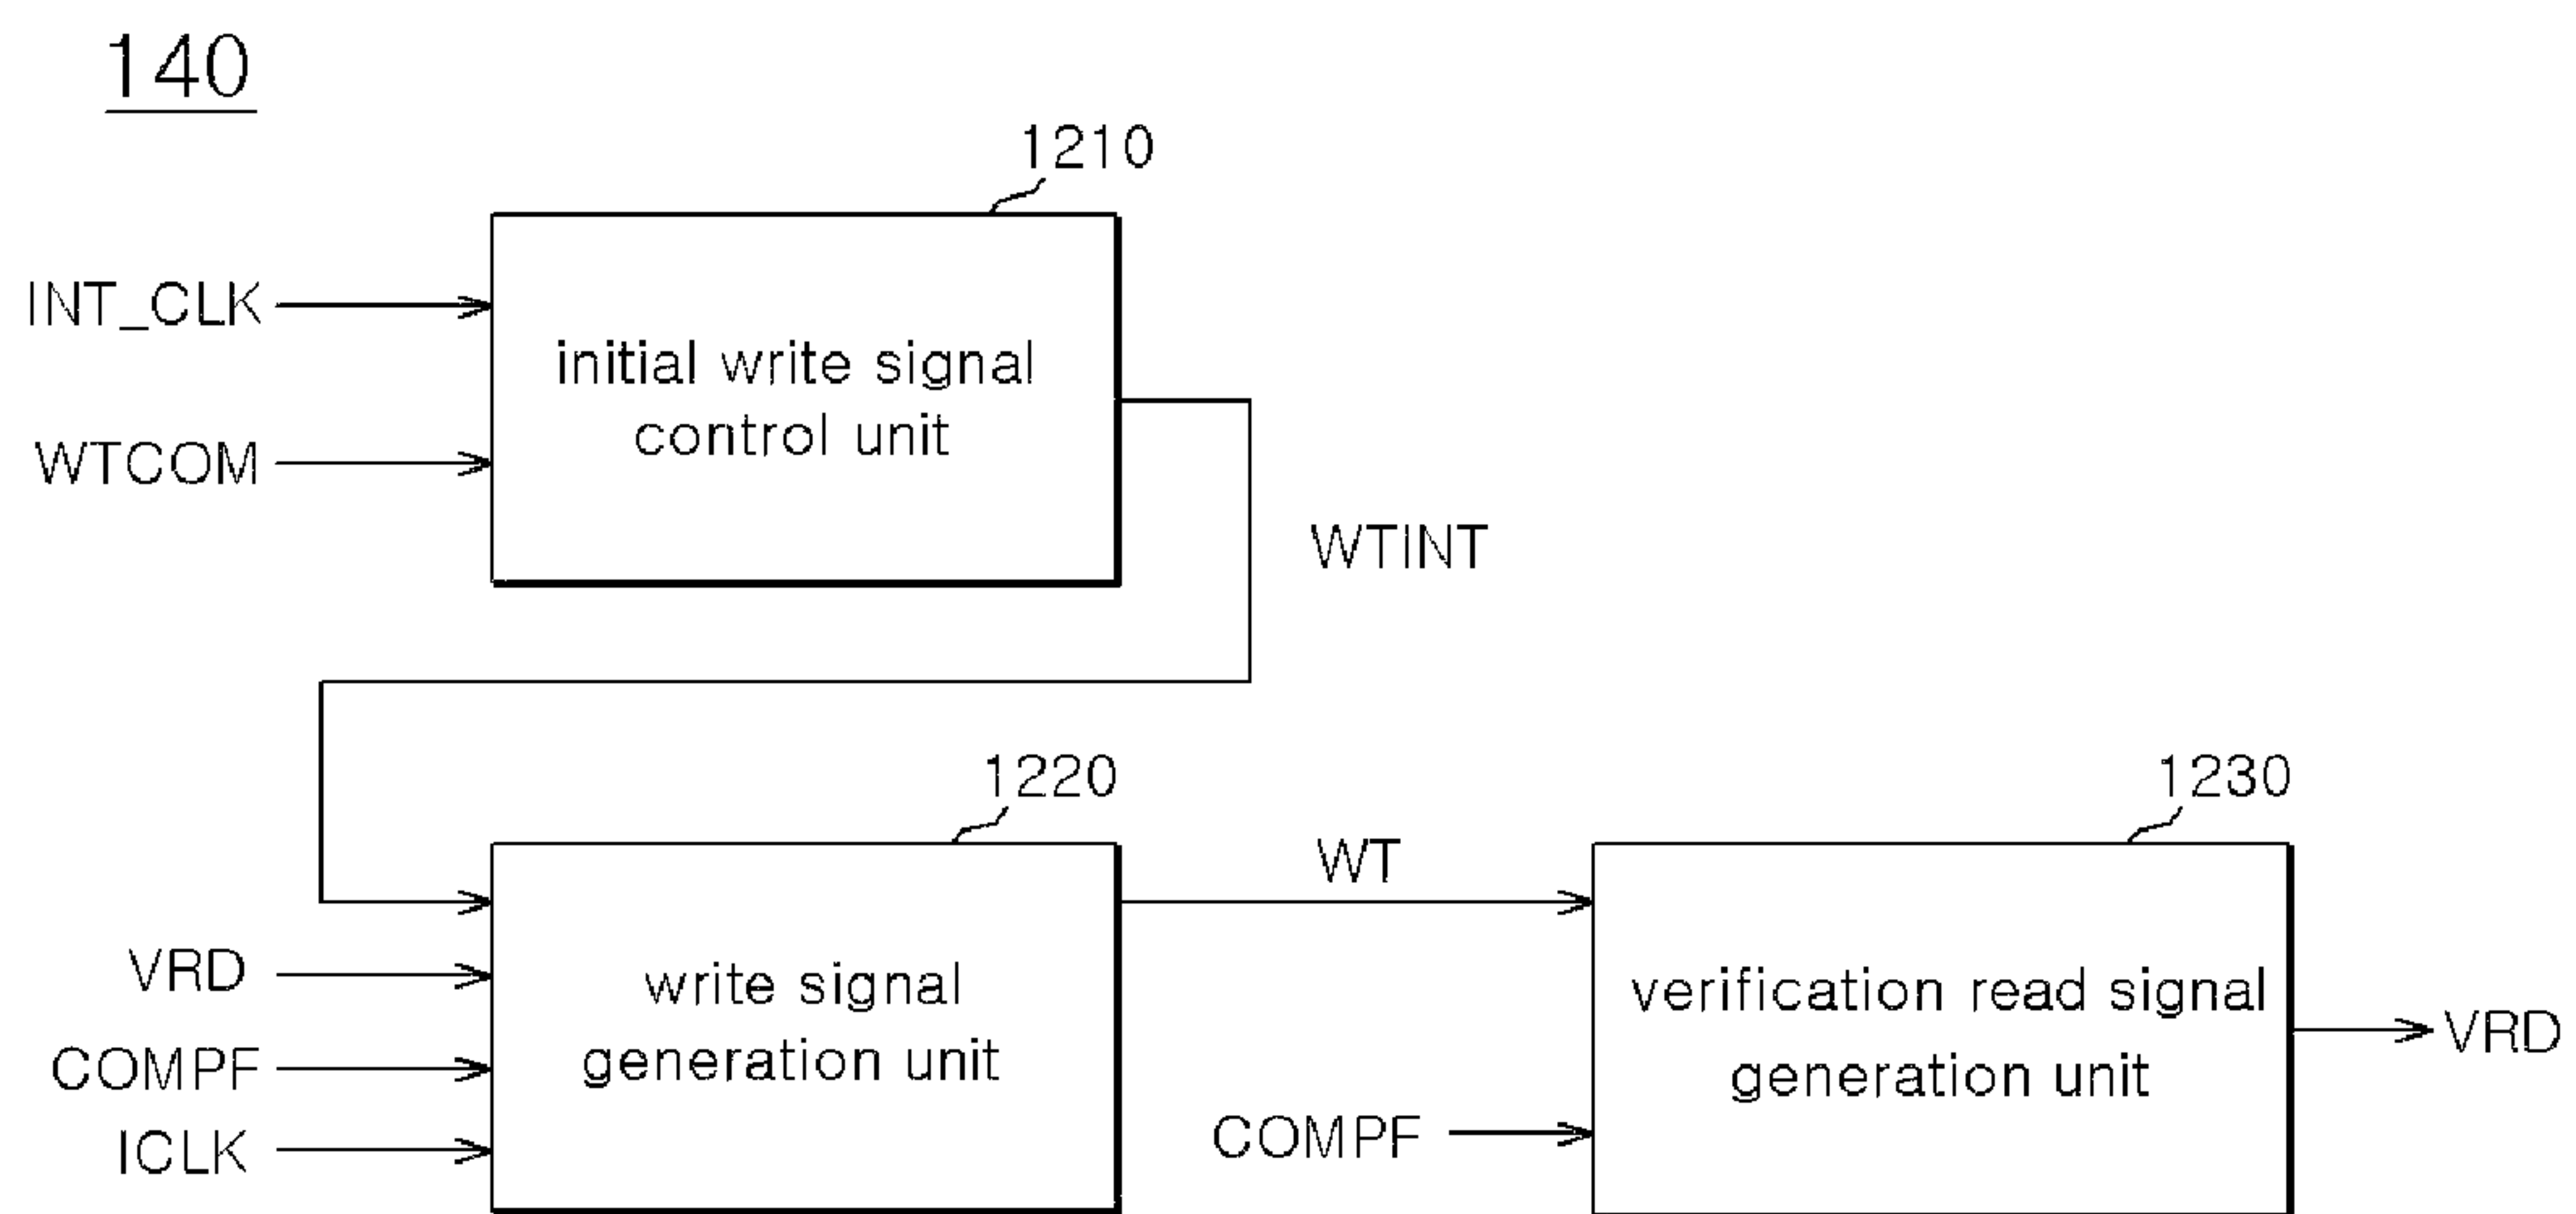 140
1210
INT_CLK
initial write signal
control unit
WTCOM
WTINT
1220
1230
WT
VRD
write signal
generation unit
COMPF
ICLK
verification read signal
generation unit
COMPF
VRD